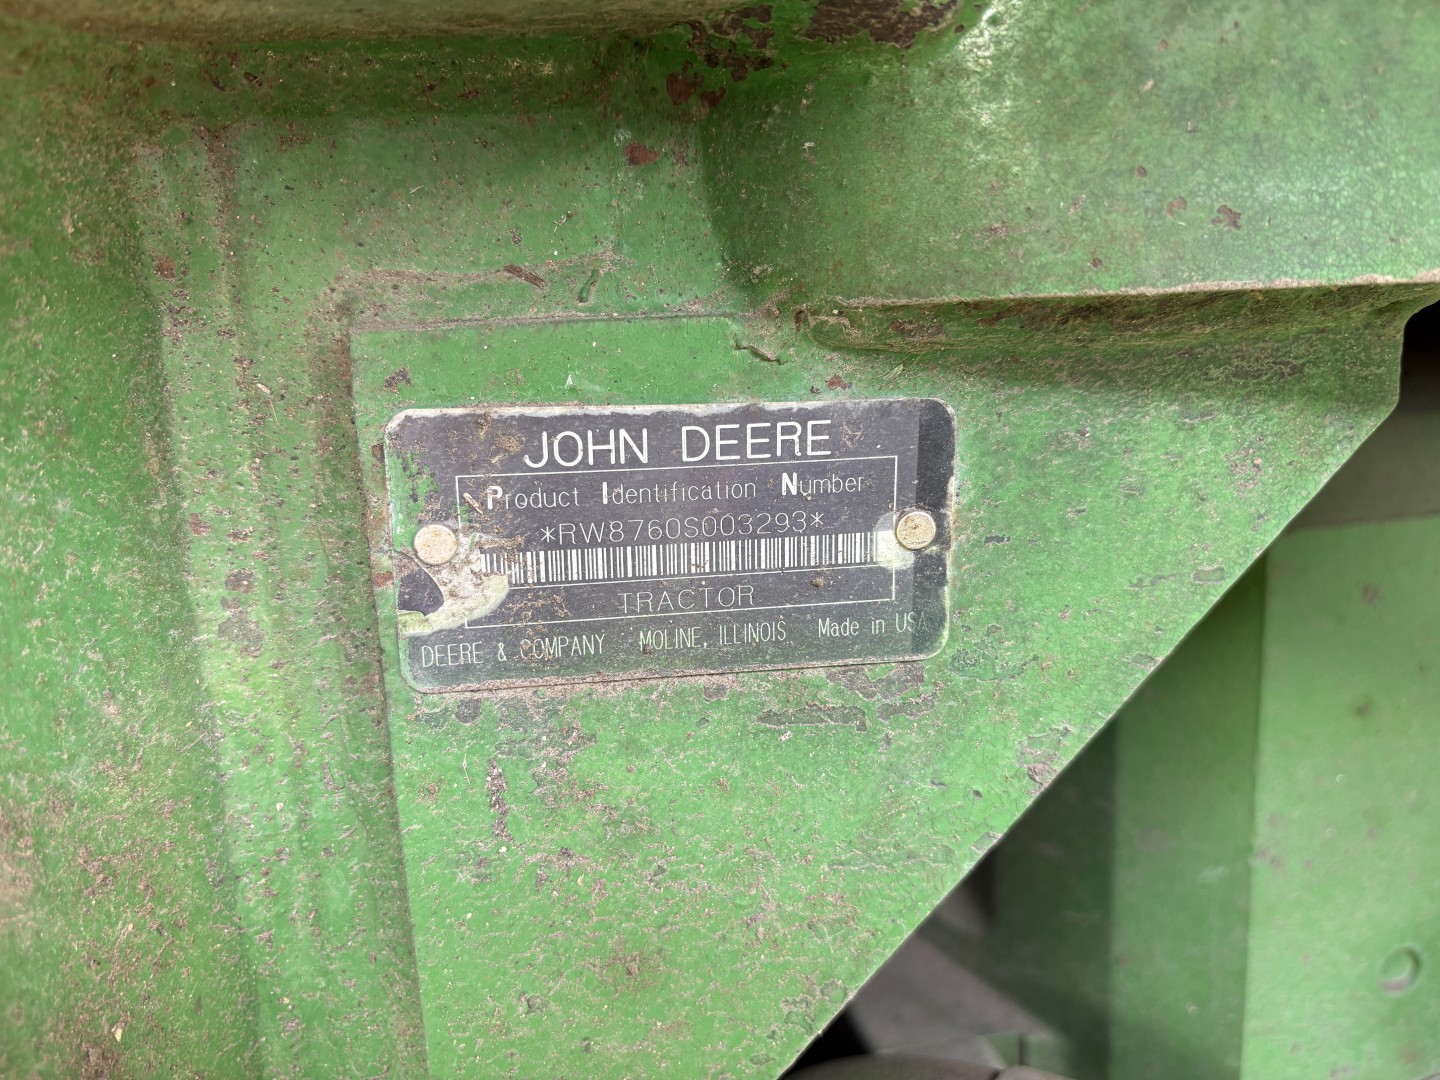 JOHN DEERE
Product Identification Number
*RW8760S003293*
TRACTOR
DEERE & COMPANY MOLINE, ILLINOIS Made in USA